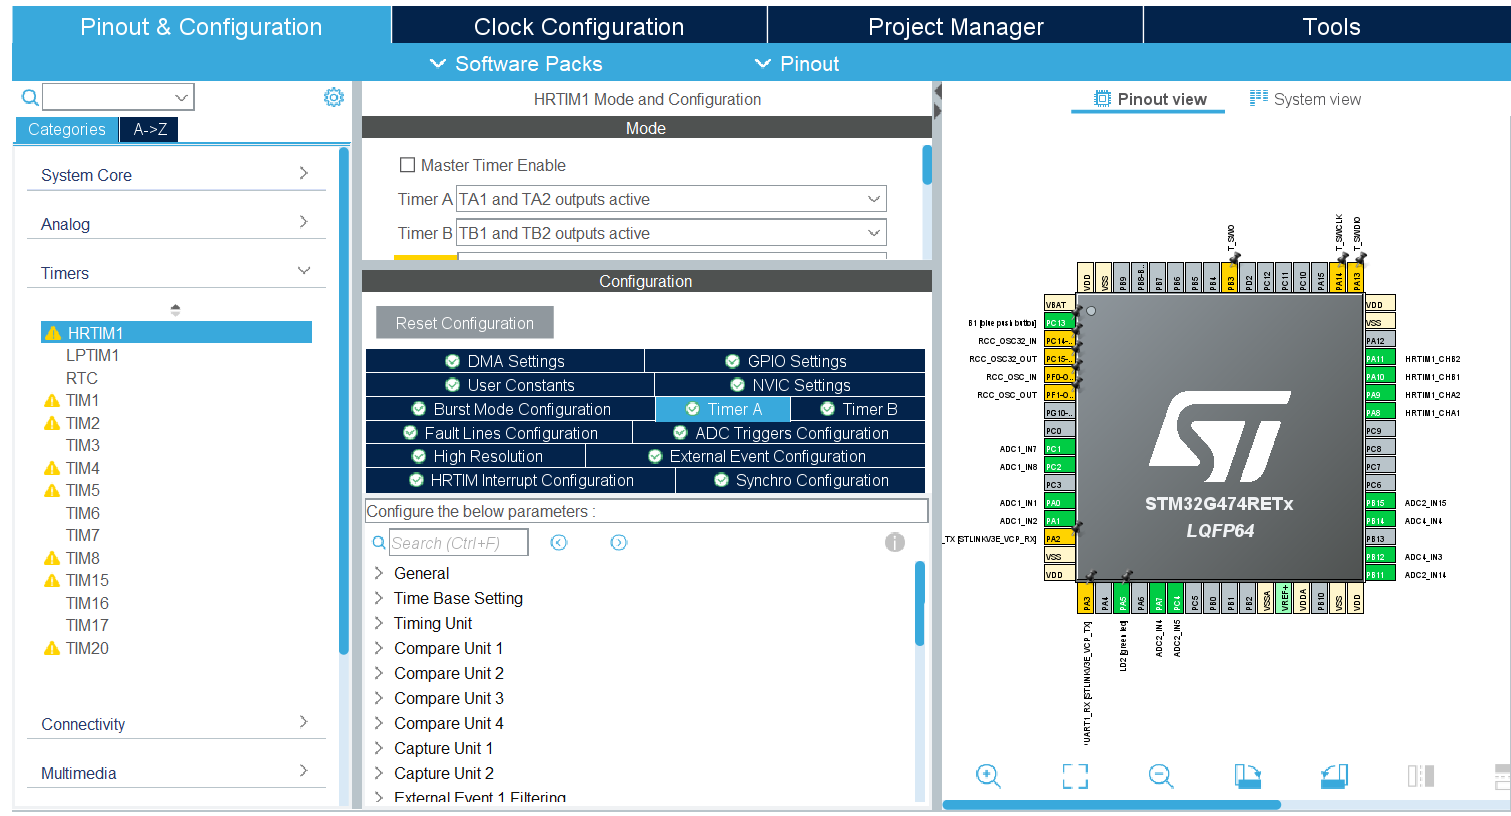 Pinout & Configuration
Clock Configuration
Project Manager
Tools
Software Packs
Pinout
Categories
A->Z
System Core
Analog
Timers
HRTIM1
LPTIM1
RTC
TIM1
TIM2
TIM3
TIM4
TIM5
TIM6
TIM7
TIM8
TIM15
TIM16
TIM17
TIM20
Connectivity
Multimedia
HRTIM1 Mode and Configuration
Mode
Master Timer Enable
Timer A TA1 and TA2 outputs active
Timer B TB1 and TB2 outputs active
Configuration
Reset Configuration
DMA Settings
GPIO Settings
User Constants
NVIC Settings
Burst Mode Configuration
Timer A
Timer B
Fault Lines Configuration
ADC Triggers Configuration
High Resolution
External Event Configuration
HRTIM Interrupt Configuration
Synchro Configuration
Configure the below parameters :
Search (Ctrl+F)
General
Time Base Setting
Timing Unit
Compare Unit 1
Compare Unit 2
Compare Unit 3
Compare Unit 4
Capture Unit 1
Capture Unit 2
External Event 1 Filtering
Pinout view
System view
T_SWO
T_SWCLK
T_SWDIO
VDD
VSS
PB9
PB8-B..
PB7
PB6
PB5
PB4
PB3
PD2
PC12
PC11
PC10
PA15
PA14
PA13
VBAT
B1 [blue push button] PC13
RCC_OSC32_IN PC14-..
RCC_OSC32_OUT PC15-..
RCC_OSC_IN PF0-O..
RCC_OSC_OUT PF1-O..
PG10-..
PC0
ADC1_IN7 PC1
ADC1_IN8 PC2
PC3
ADC1_IN1 PA0
ADC1_IN2 PA1
_TX [STLINKV3E_VCP_RX] PA2
VSS
VDD
STM32G474RETx
LQFP64
VDD
VSS
PA12
PA11 HRTIM1_CHB2
PA10 HRTIM1_CHB1
PA9 HRTIM1_CHA2
PA8 HRTIM1_CHA1
PC9
PC8
PC7
PC6
PB15 ADC2_IN15
PB14 ADC4_IN4
PB13
PB12 ADC4_IN3
PB11 ADC2_IN14
PA3
PA4
PA5
PA6
PA7
PC4
PC5
PB0
PB1
PB2
VSSA
VREF+
VDDA
PB10
VSS
VDD
UART1_RX [STLINKV3E_VCP_TX]
LD2 [green led]
ADC2_IN4
ADC2_IN5